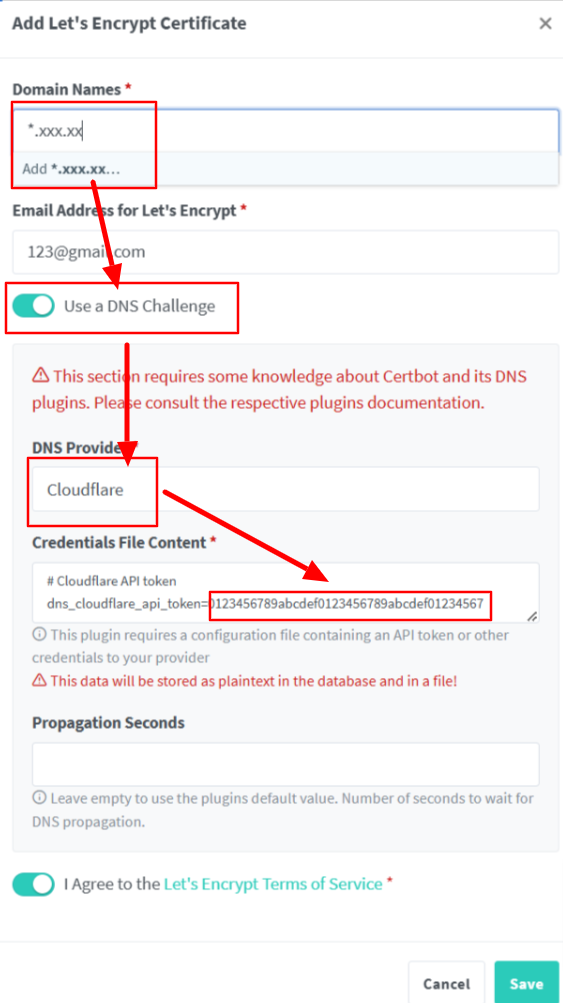 Add Let's Encrypt Certificate
Domain Names *
*.xxx.xx
Add *.xxx.xx...
Email Address for Let's Encrypt *
123@gmail.com
Use a DNS Challenge
This section requires some knowledge about Certbot and its DNS
plugins. Please consult the respective plugins documentation.
DNS Provider *
Cloudflare
Credentials File Content *
# Cloudflare API token
dns_cloudflare_api_token=0123456789abcdef0123456789abcdef01234567
This plugin requires a configuration file containing an API token or other
credentials to your provider
This data will be stored as plaintext in the database and in a file!
Propagation Seconds
Leave empty to use the plugins default value. Number of seconds to wait for
DNS propagation.
I Agree to the Let's Encrypt Terms of Service *
Cancel
Save